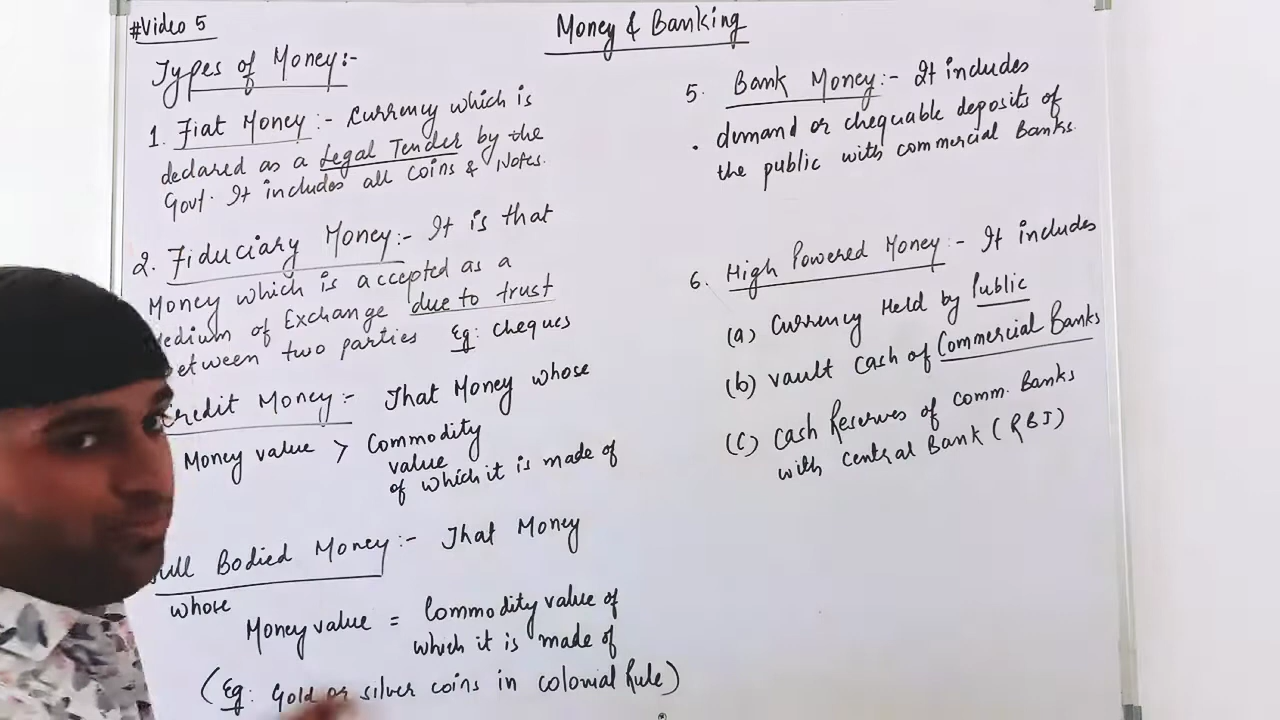 #Video 5
Money & Banking
Types of Money:-
1. Fiat Money:- Currency which is
declared as a Legal Tender by the
Govt. It includes all coins & Notes.
2. Fiduciary Money:- It is that
Money which is accepted as a
edium of Exchange due to trust
etween two parties Eg: cheques
redit Money:- That Money whose
Money value > Commodity
value
of which it is made of
ull Bodied Money:- That Money
whose
Money value = Commodity value of
which it is made of
(Eg: Gold or silver coins in colonial Rule)
5. Bank Money:- It includes
demand or chequable deposits of
the public with commercial Banks.
6. High Powered Money:- It includes
(a) Currency Held by Public
(b) vault cash of Commercial Banks
(C) Cash Reserves of comm. Banks
with central Bank (RBI)